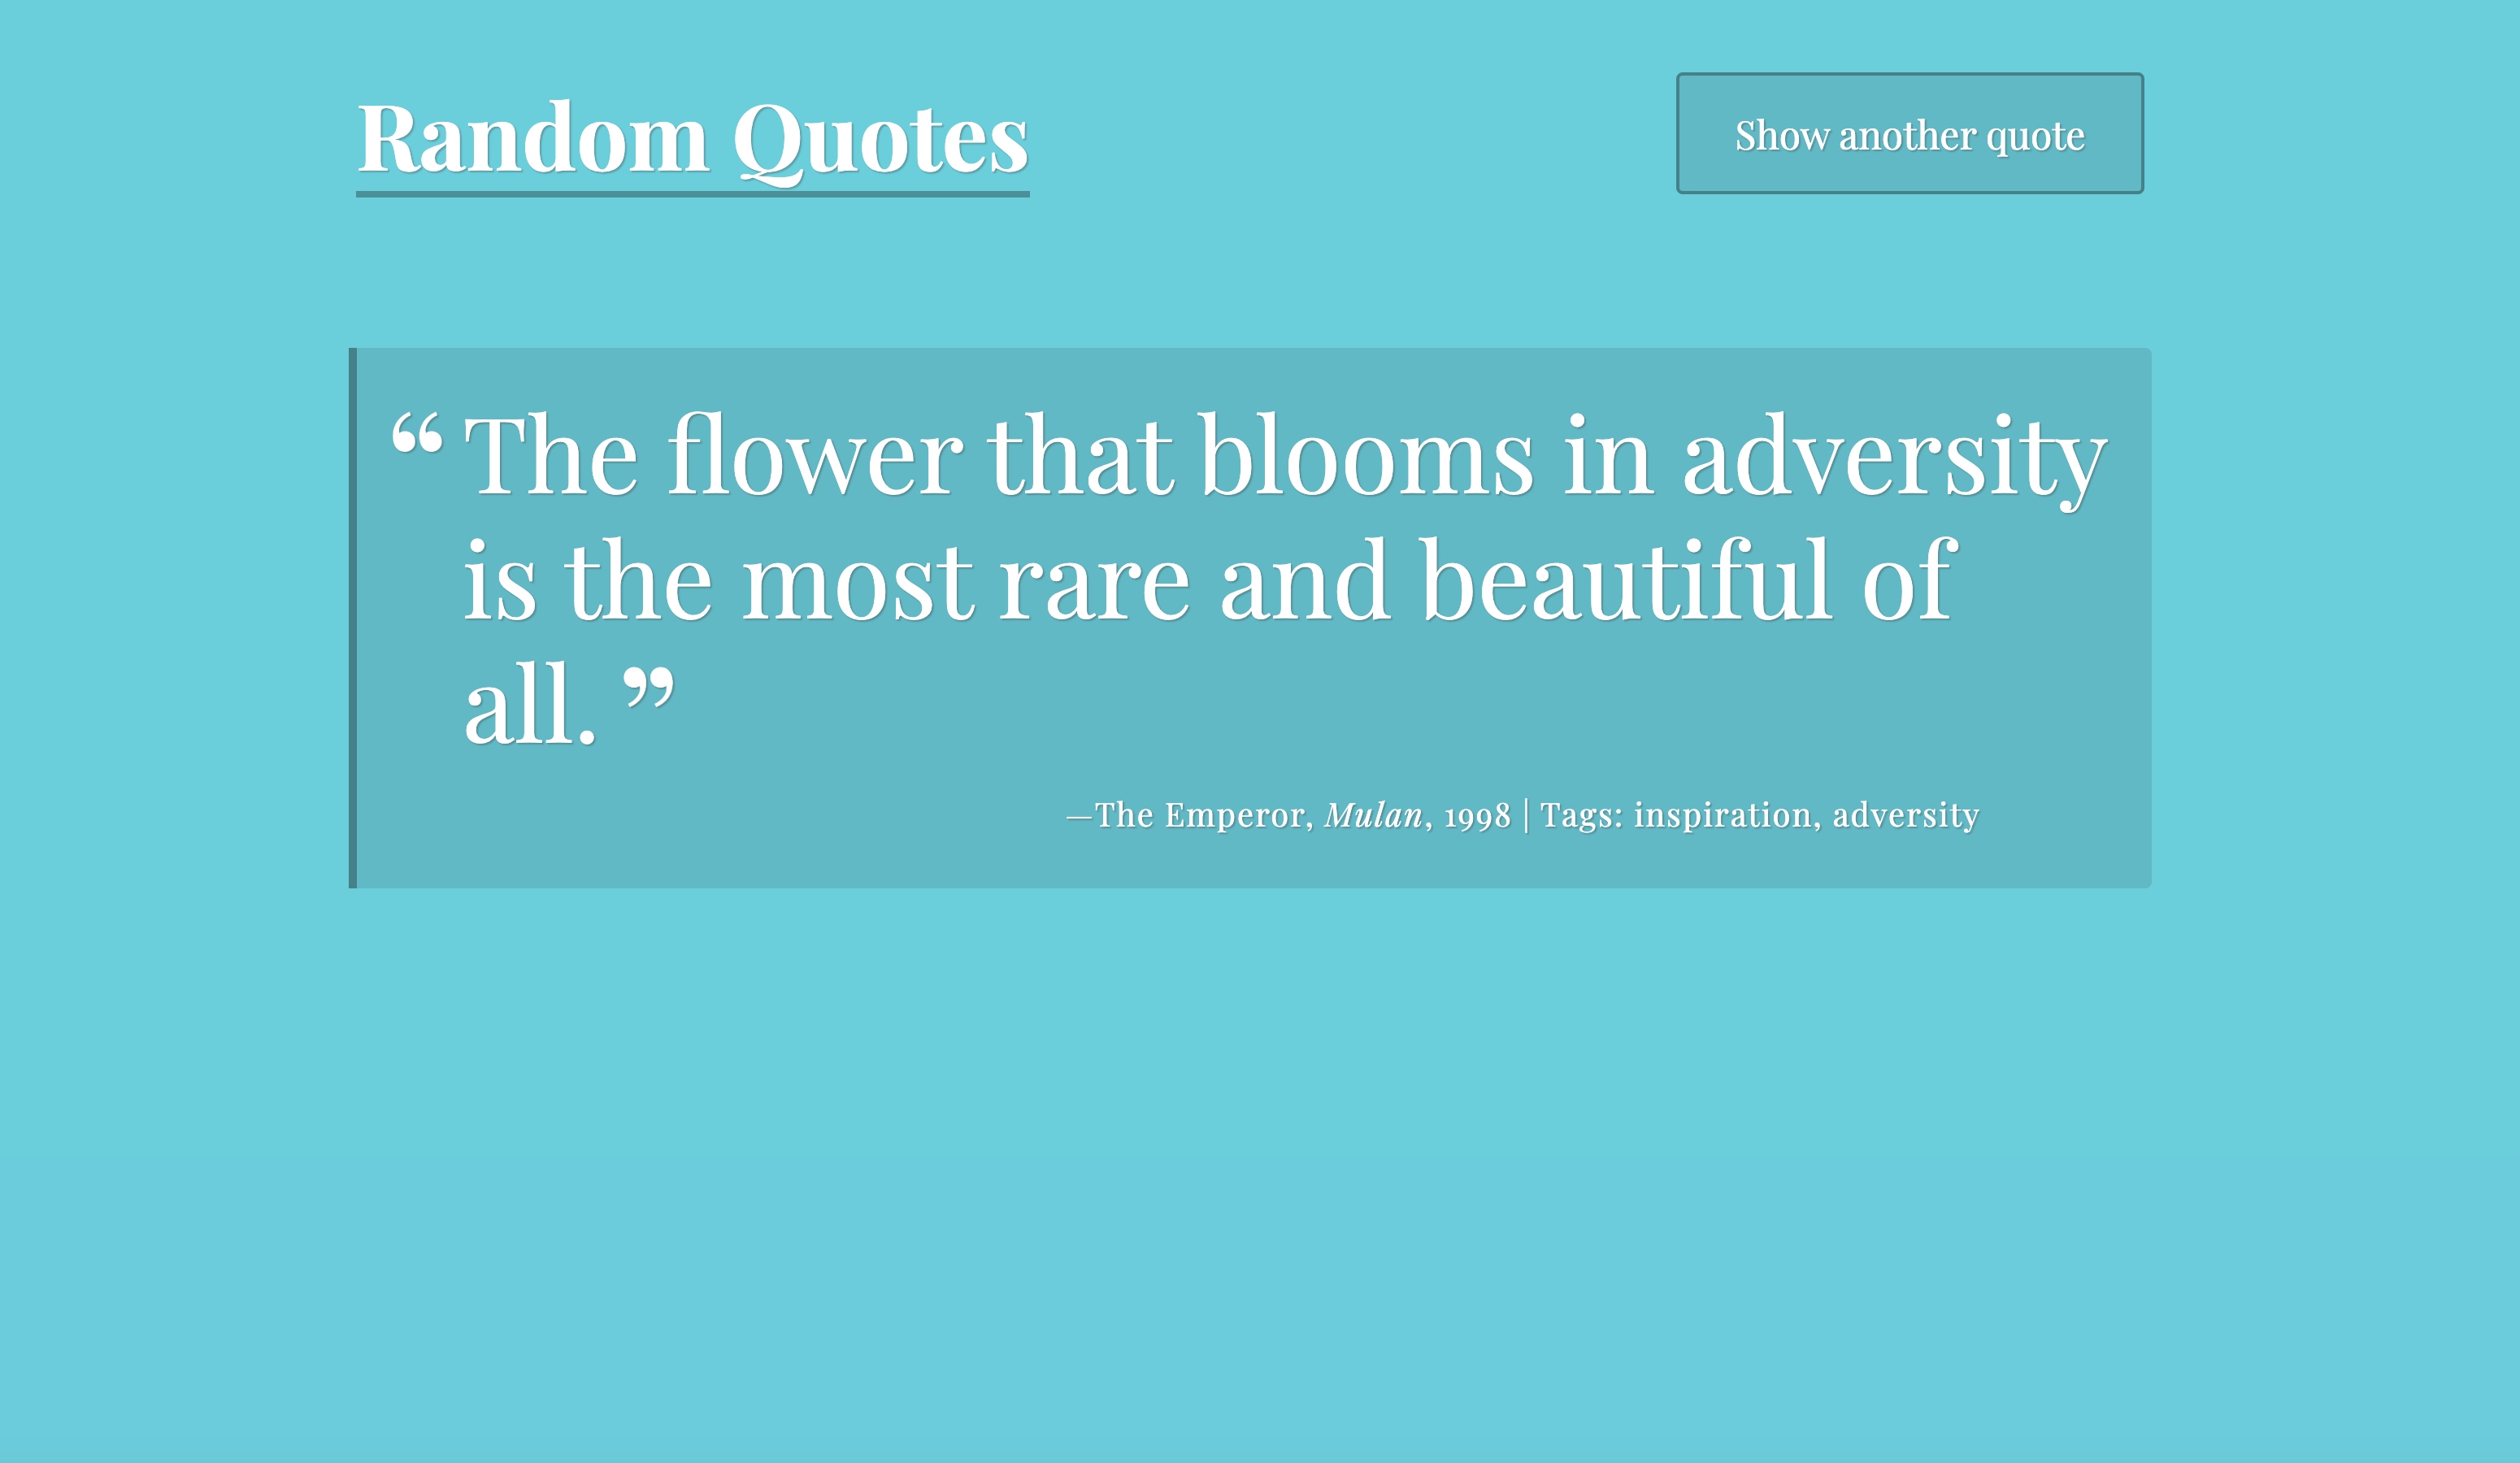 Random Quotes
Show another quote
“The flower that blooms in adversity
is the most rare and beautiful of
all.”
—The Emperor, Mulan, 1998 | Tags: inspiration, adversity